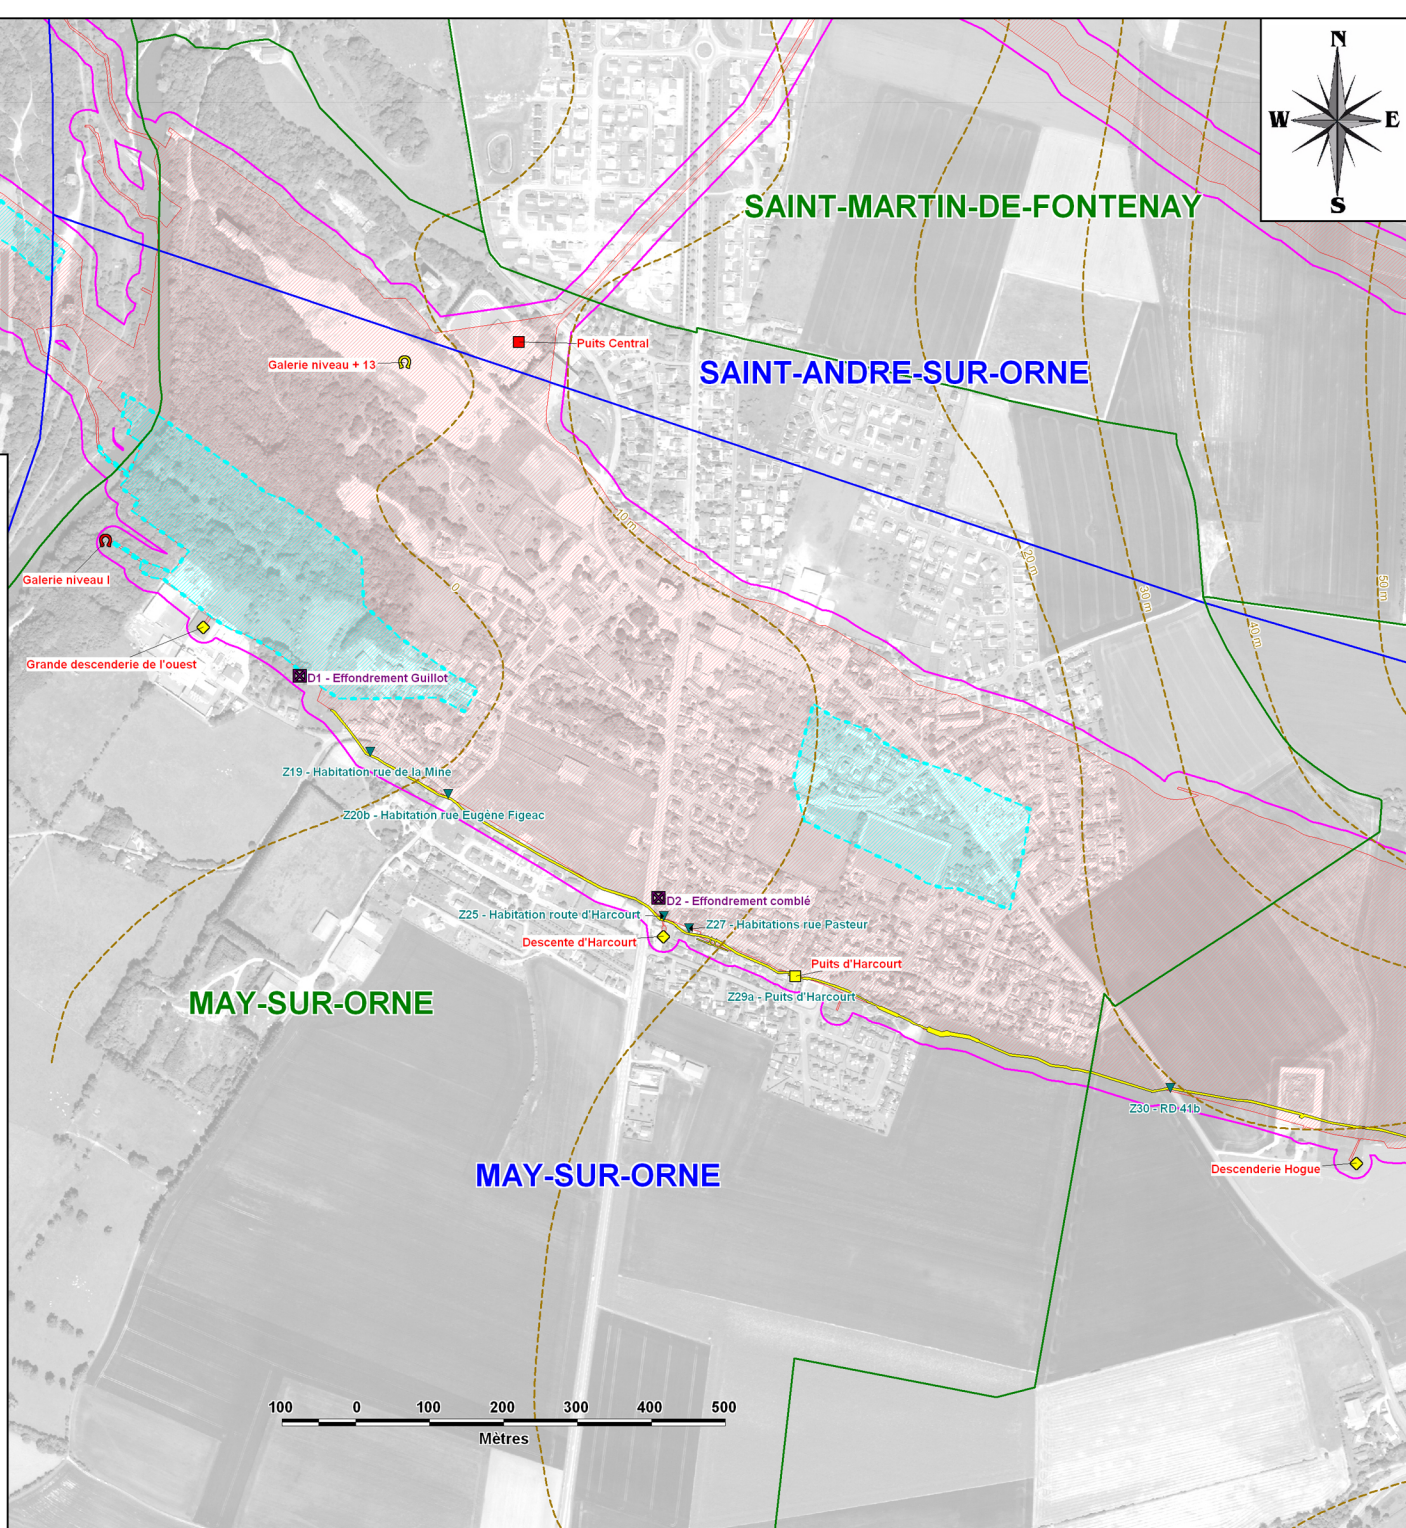 N
W E
S
SAINT-MARTIN-DE-FONTENAY
Puits Central
Galerie niveau + 13
SAINT-ANDRE-SUR-ORNE
10 m
20 m
30 m
40 m
50 m
0
Galerie niveau I
Grande descenderie de l'ouest
D1 - Effondrement Guillot
Z19 - Habitation rue de la Mine
Z20b - Habitation rue Eugène Figeac
D2 - Effondrement comblé
Z25 - Habitation route d'Harcourt
Z27 - Habitations rue Pasteur
Descente d'Harcourt
Puits d'Harcourt
Z29a - Puits d'Harcourt
MAY-SUR-ORNE
Z30 - RD 41b
Descenderie Hogue
MAY-SUR-ORNE
100 0 100 200 300 400 500
Mètres